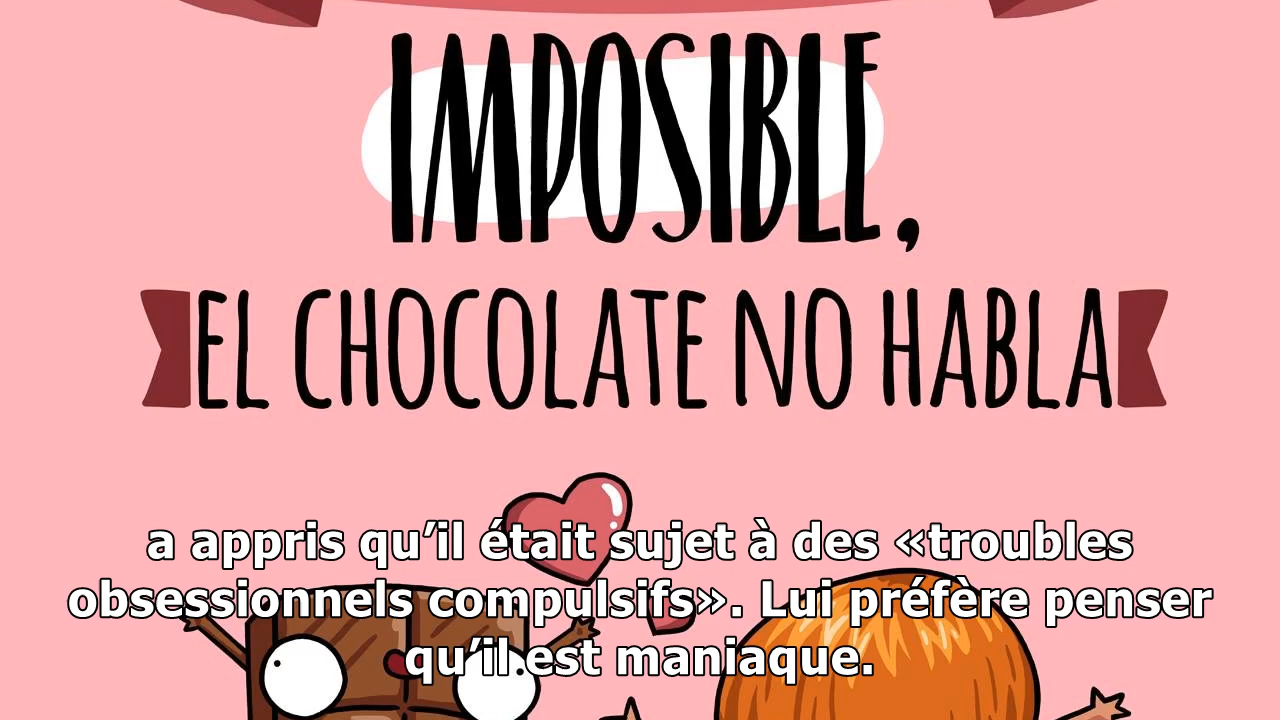 IMPOSIBLE,
EL CHOCOLATE NO HABLA
a appris qu’il était sujet à des «troubles
obsessionnels compulsifs». Lui préfère penser
qu’il est maniaque.